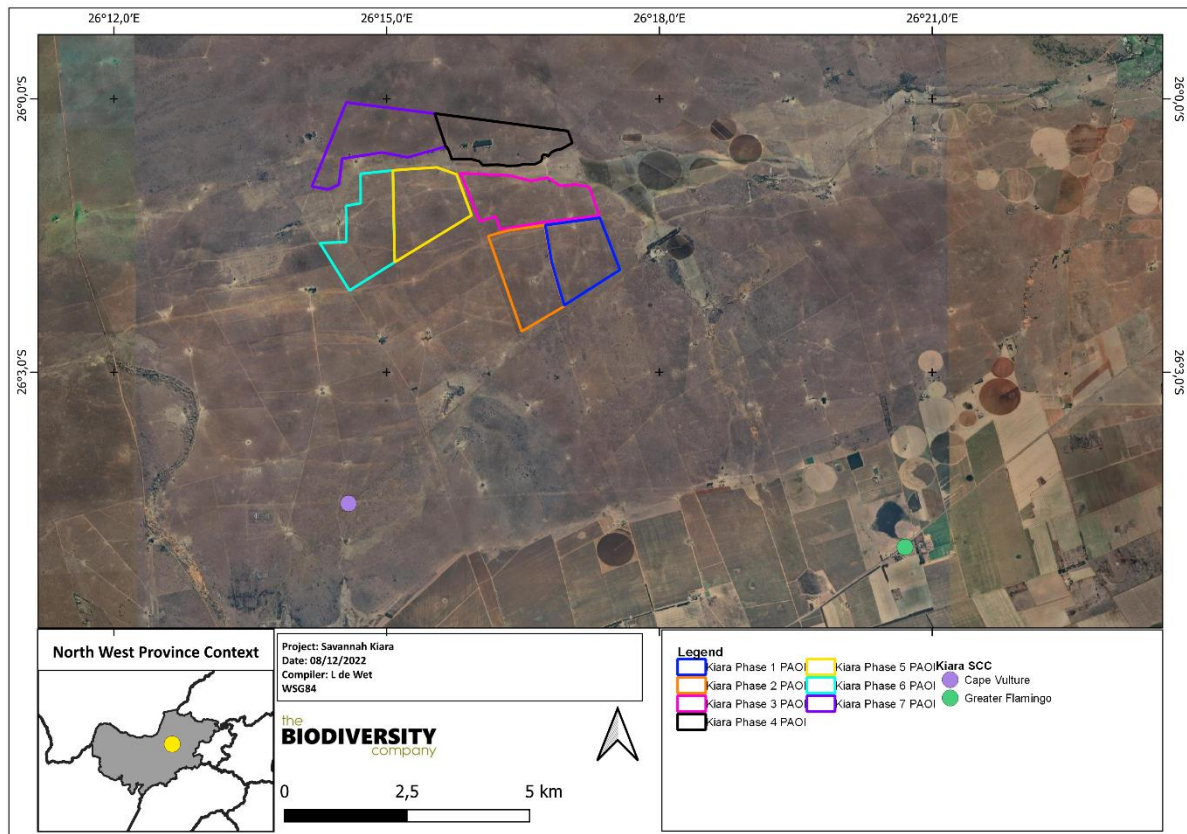 26°12,0'E 26°15,0'E 26°18,0'E 26°21,0'E
26°0,0'S 26°0,0'S
26°3,0'S 26°3,0'S
North West Province Context
Project: Savannah Kiara
Date: 08/12/2022
Compiler: L de Wet
WSG84
the
BIODIVERSITY
company
0 2,5 5 km
Legend
Kiara Phase 1 PAOI
Kiara Phase 2 PAOI
Kiara Phase 3 PAOI
Kiara Phase 4 PAOI
Kiara Phase 5 PAOI
Kiara Phase 6 PAOI
Kiara Phase 7 PAOI
Kiara SCC
Cape Vulture
Greater Flamingo